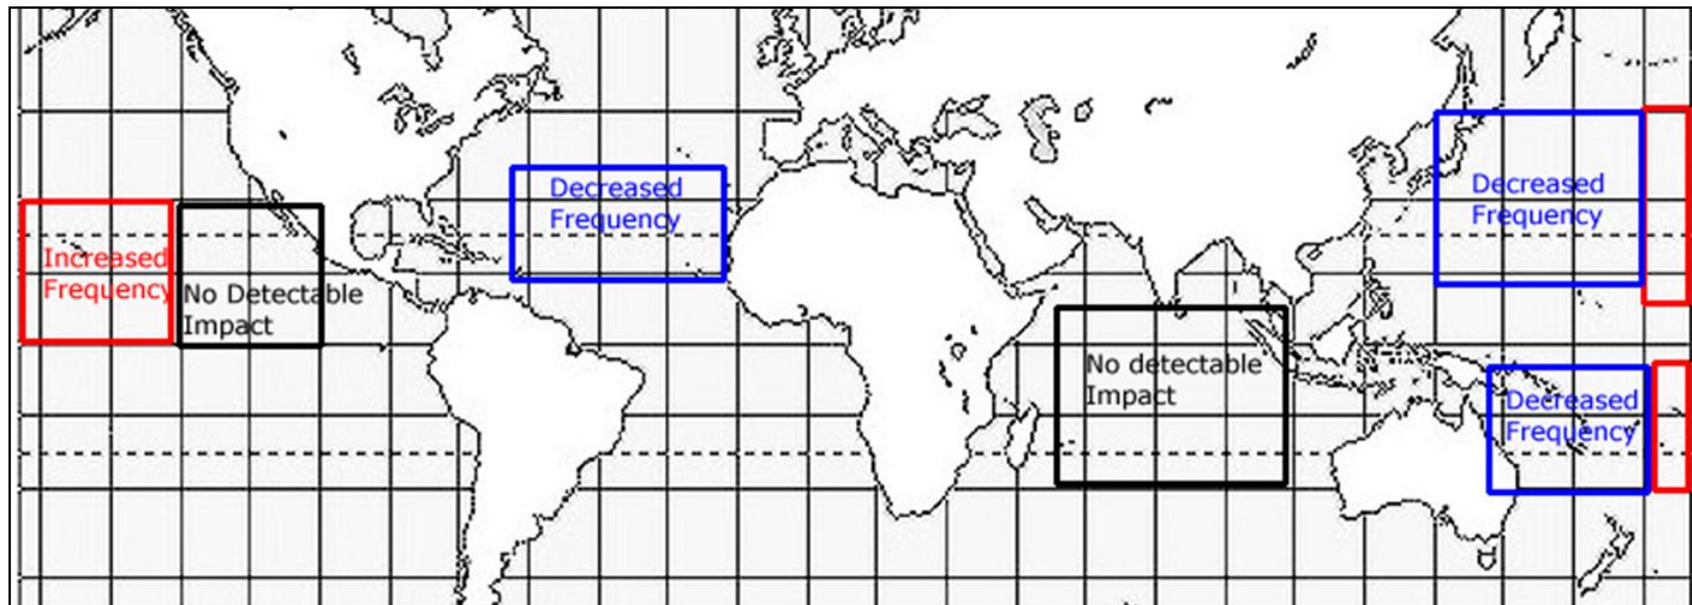 Decreased
Frequency
Decreased
Frequency
Increased
Frequency
No Detectable
Impact
No detectable
Impact
Decreased
Frequency